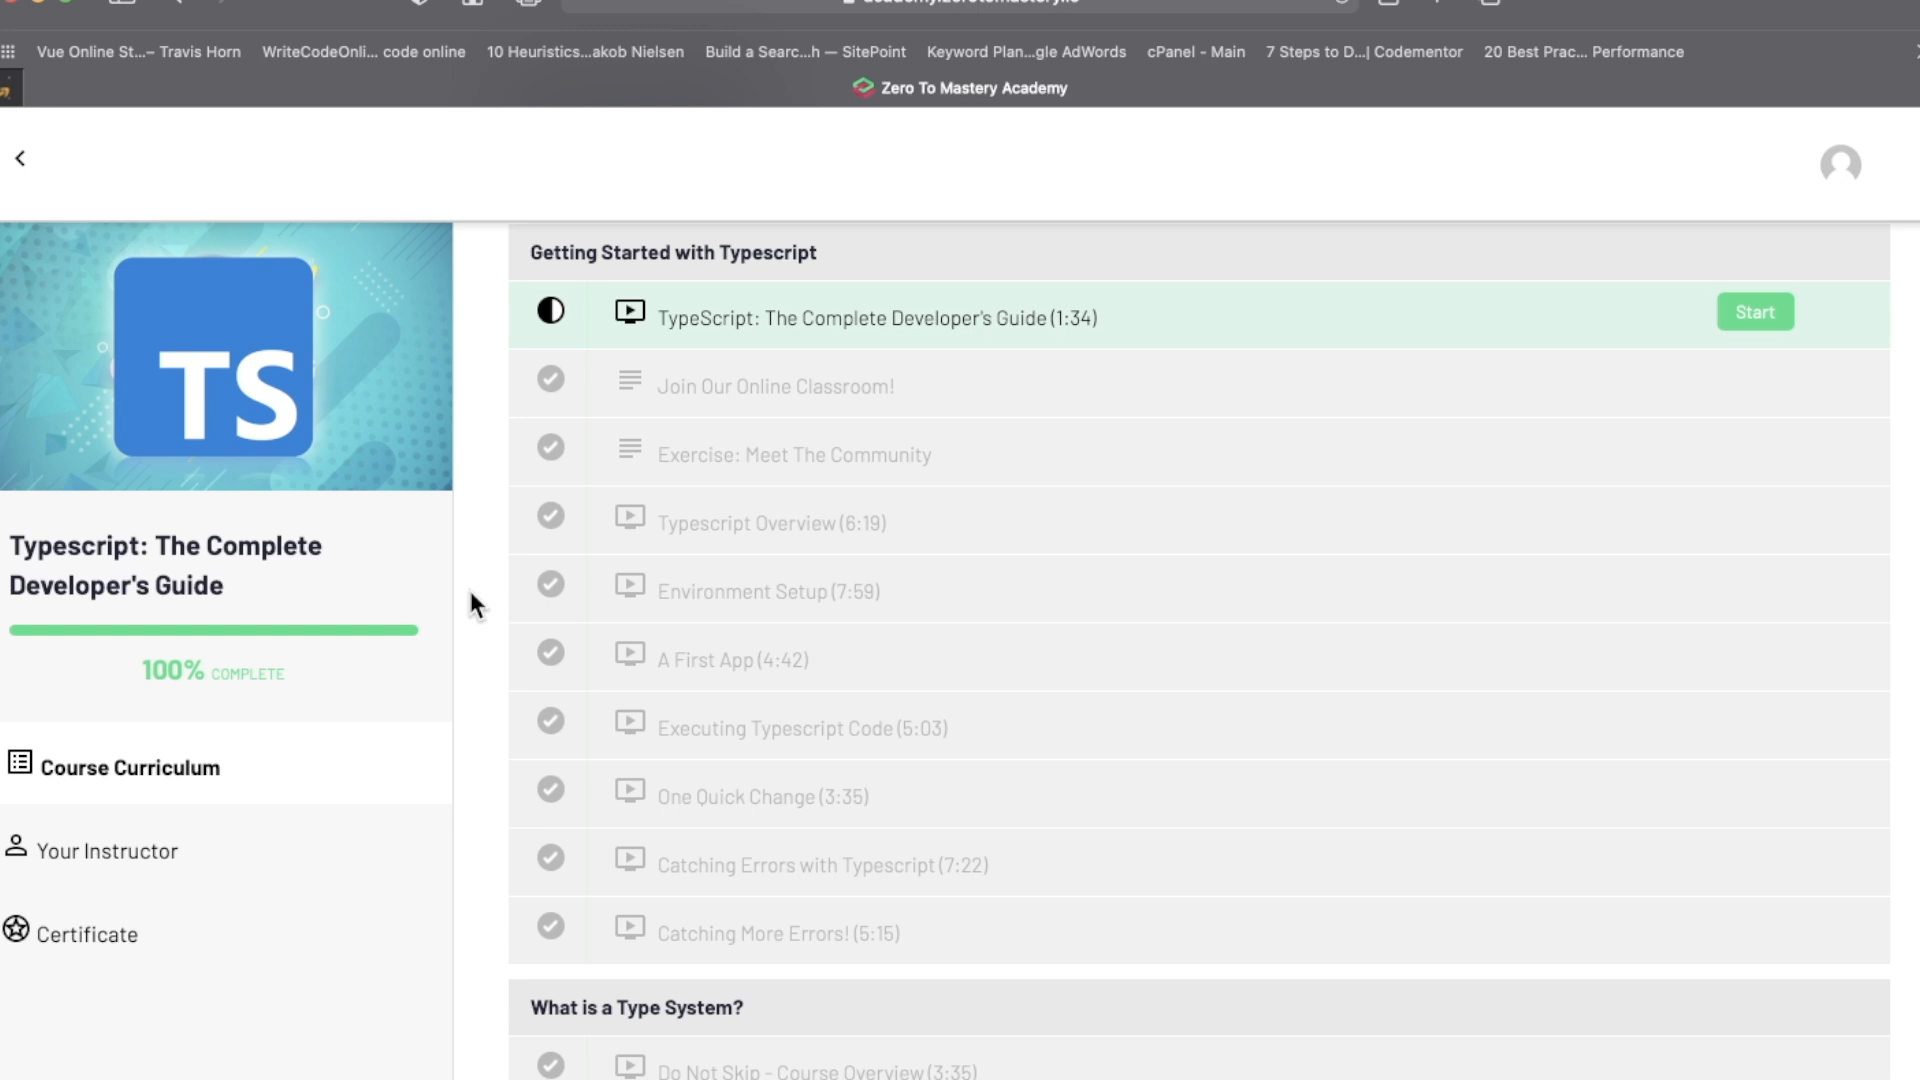 Vue Online St...– Travis Horn
WriteCodeOnli... code online
10 Heuristics...akob Nielsen
Build a Searc...h — SitePoint
Keyword Plan...gle AdWords
cPanel - Main
7 Steps to D...| Codementor
20 Best Prac... Performance
Zero To Mastery Academy
TS
Typescript: The Complete
Developer's Guide
100% COMPLETE
Course Curriculum
Your Instructor
Certificate
Getting Started with Typescript
TypeScript: The Complete Developer's Guide (1:34)
Start
Join Our Online Classroom!
Exercise: Meet The Community
Typescript Overview (6:19)
Environment Setup (7:59)
A First App (4:42)
Executing Typescript Code (5:03)
One Quick Change (3:35)
Catching Errors with Typescript (7:22)
Catching More Errors! (5:15)
What is a Type System?
Do Not Skip - Course Overview (3:35)